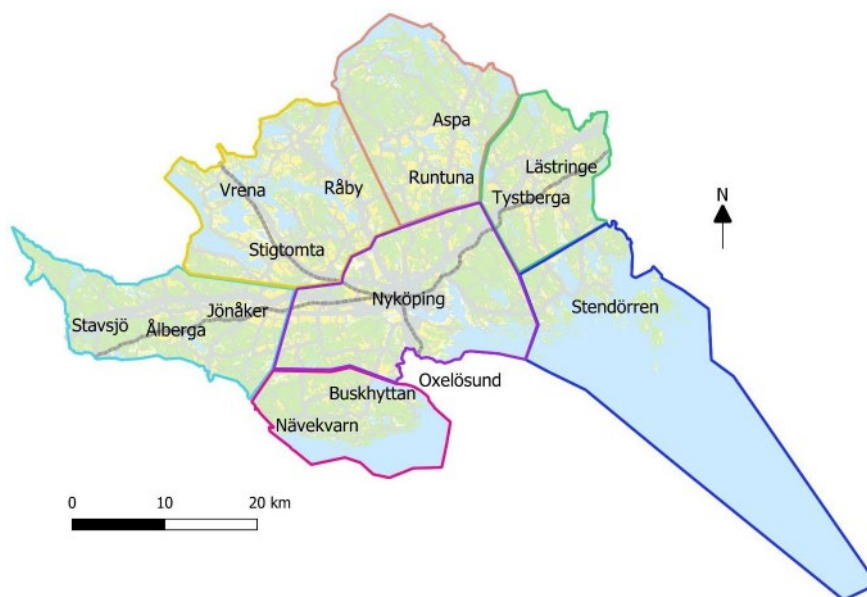 Aspa
Lästringe
Runtuna
Råby
Vrena
Tystberga
N
Stigtomta
Nyköping
Jönåker
Stendörren
Stavsjö
Ålberga
Oxelösund
Buskhyttan
Nävekvarn
0 10 20 km